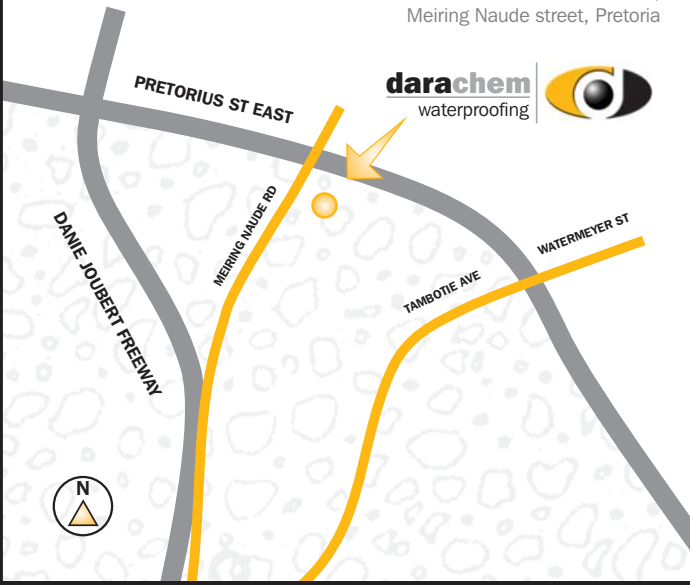 Meiring Naude street, Pretoria
darachem
waterproofing
PRETORIUS ST EAST
MEIRING NAUDE RD
WATERMEYER ST
TAMBOTIE AVE
DANIE JOUBERT FREEWAY
N